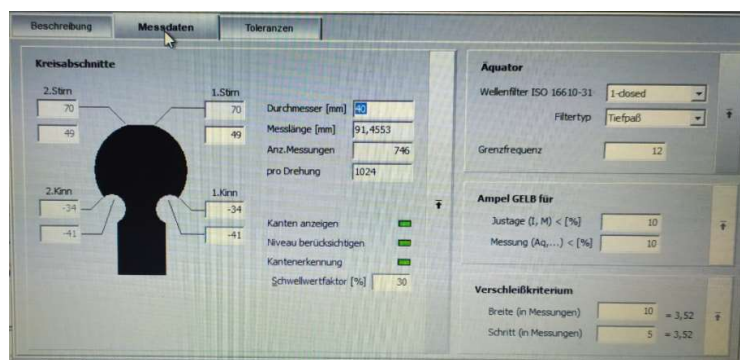 Beschreibung
Messdaten
Toleranzen
Kreisabschnitte
2.Stirn
1.Stirn
70
70
49
49
2.Kinn
1.Kinn
-34
-34
-41
-41
Durchmesser [mm] 40
Messlänge [mm] 91,4553
Anz.Messungen 746
pro Drehung 1024
Kanten anzeigen
Niveau berücksichtigen
Kantenerkennung
Schwellwertfaktor [%] 30
Äquator
Wellenfilter ISO 16610-31 1-closed
Filtertyp Tiefpaß
Grenzfrequenz 12
Ampel GELB für
Justage (I, M) < [%] 10
Messung (Äq,...) < [%] 10
Verschleißkriterium
Breite (in Messungen) 10 = 3,52
Schritt (in Messungen) 5 = 3,52